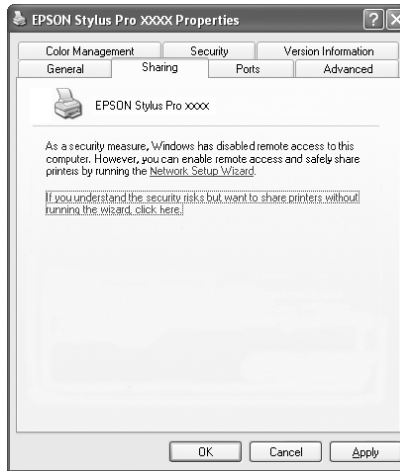 EPSON Stylus Pro XXXX Properties
Color Management Security Version Information
General Sharing Ports Advanced
EPSON Stylus Pro xxxx
As a security measure, Windows has disabled remote access to this
computer. However, you can enable remote access and safely share
printers by running the Network Setup Wizard.
If you understand the security risks but want to share printers without
running the wizard, click here.
OK Cancel Apply